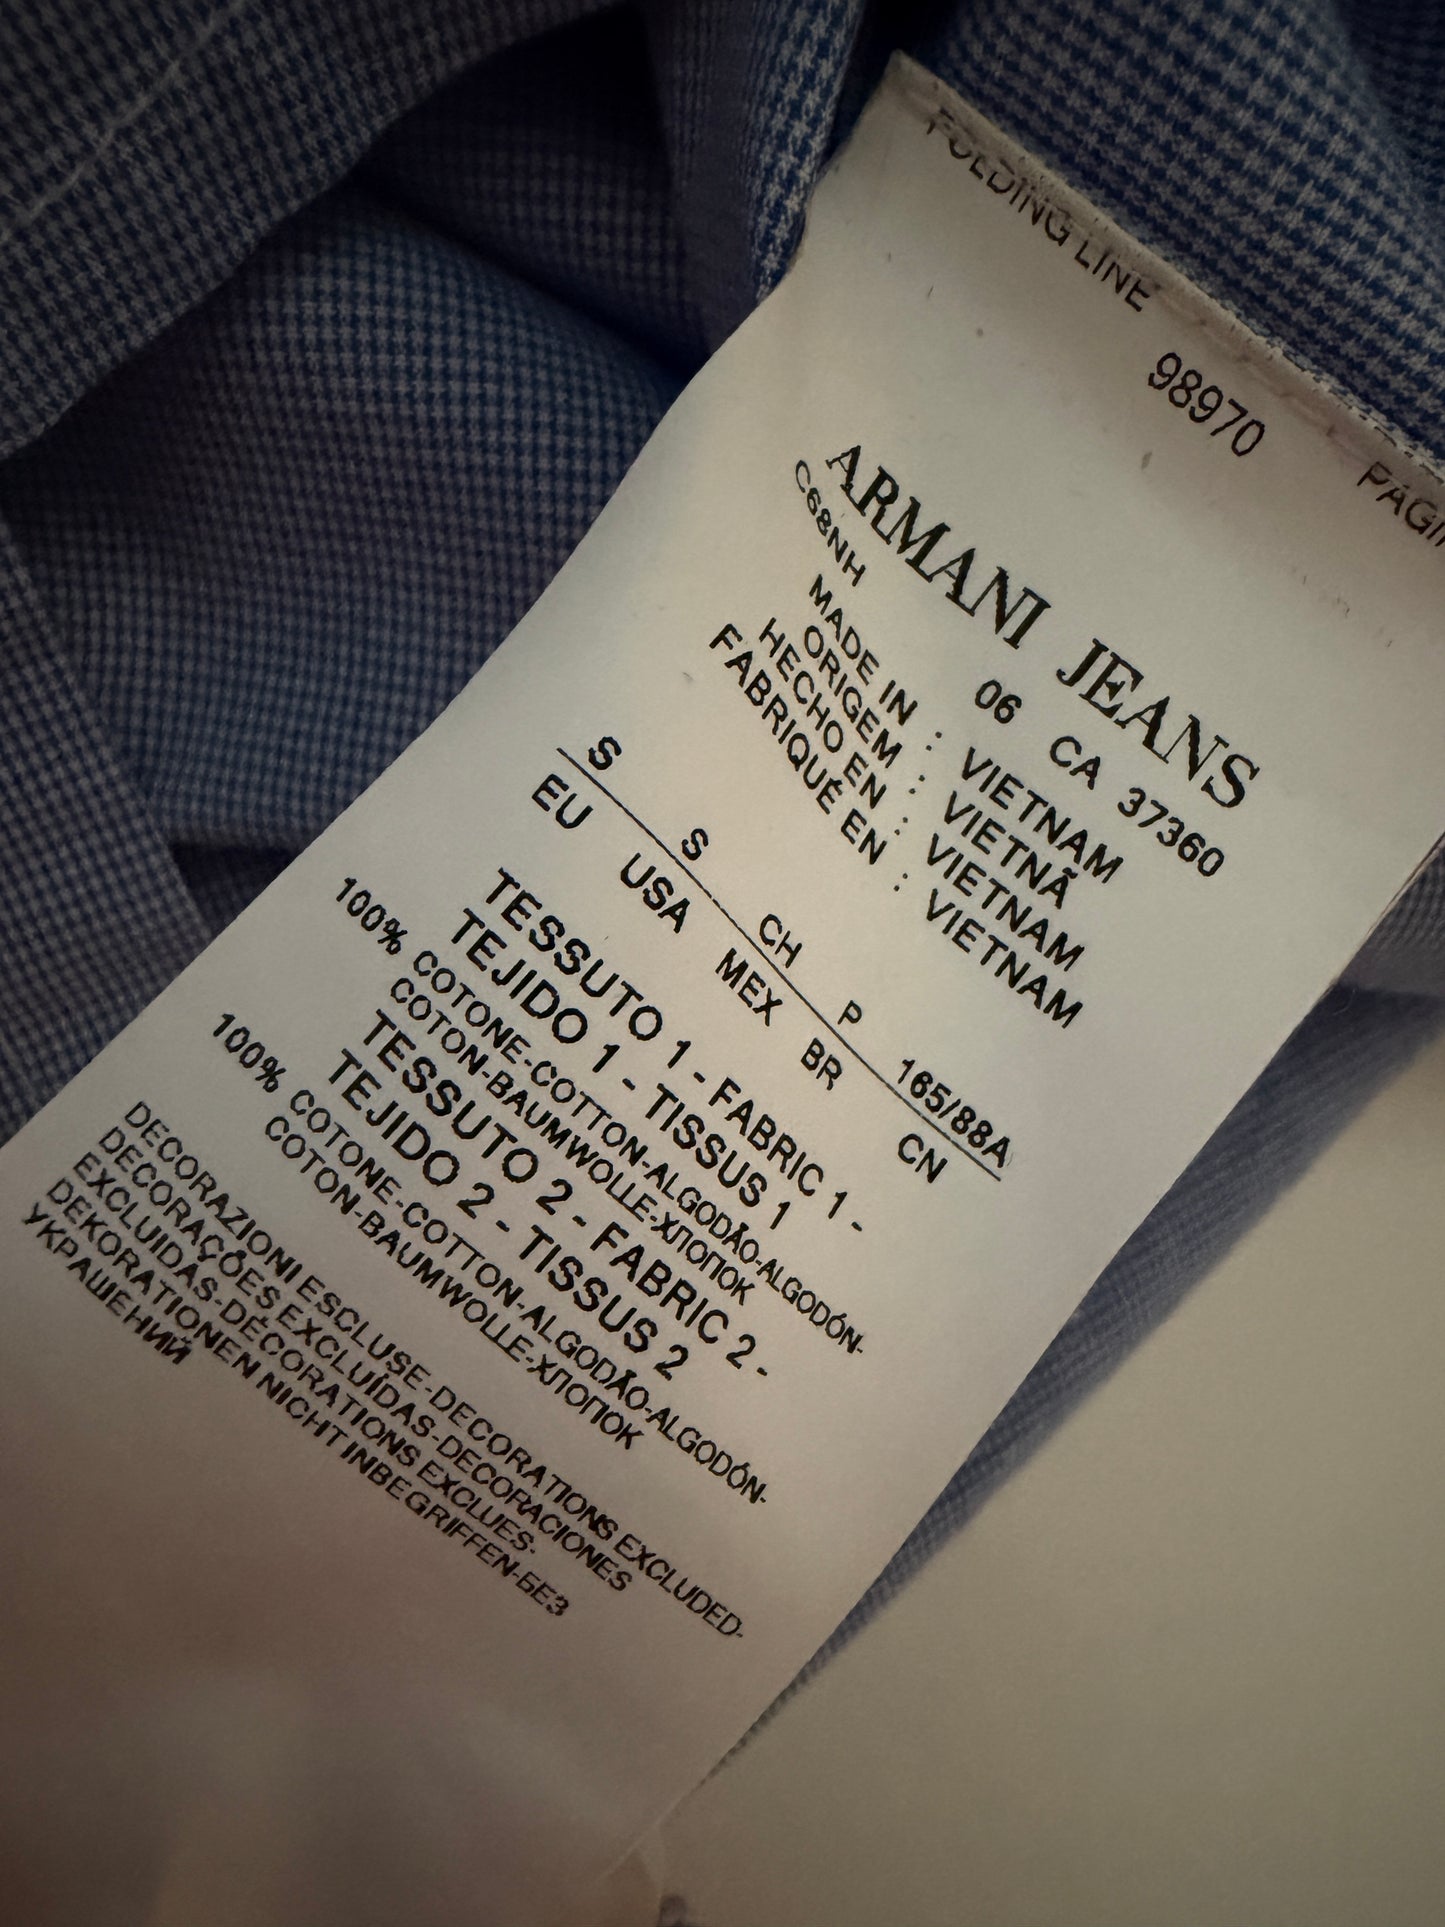 FOLDING LINE
98970
ARMANI JEANS
C68NH 06 CA 37360
MADE IN : VIETNAM
ORIGEM : VIETNÃ
HECHO EN : VIETNAM
FABRIQUÉ EN : VIETNAM
S S CH P 165/88A
EU USA MEX BR CN
TESSUTO 1 - FABRIC 1 -
TEJIDO 1 - TISSUS 1
100% COTONE-COTTON-ALGODÃO-ALGODÓN-
COTON-BAUMWOLLE-ХЛОПОК
TESSUTO 2 - FABRIC 2 -
TEJIDO 2 - TISSUS 2
100% COTONE-COTTON-ALGODÃO-ALGODÓN-
COTON-BAUMWOLLE-ХЛОПОК
DECORAZIONI ESCLUSE-DECORATIONS EXCLUDED-
DECORAÇÕES EXCLUÍDAS-DECORACIONES
EXCLUIDAS-DÉCORATIONS EXCLUES-
DEKORATIONEN NICHT INBEGRIFFEN-БЕЗ
УКРАШЕНИЙ